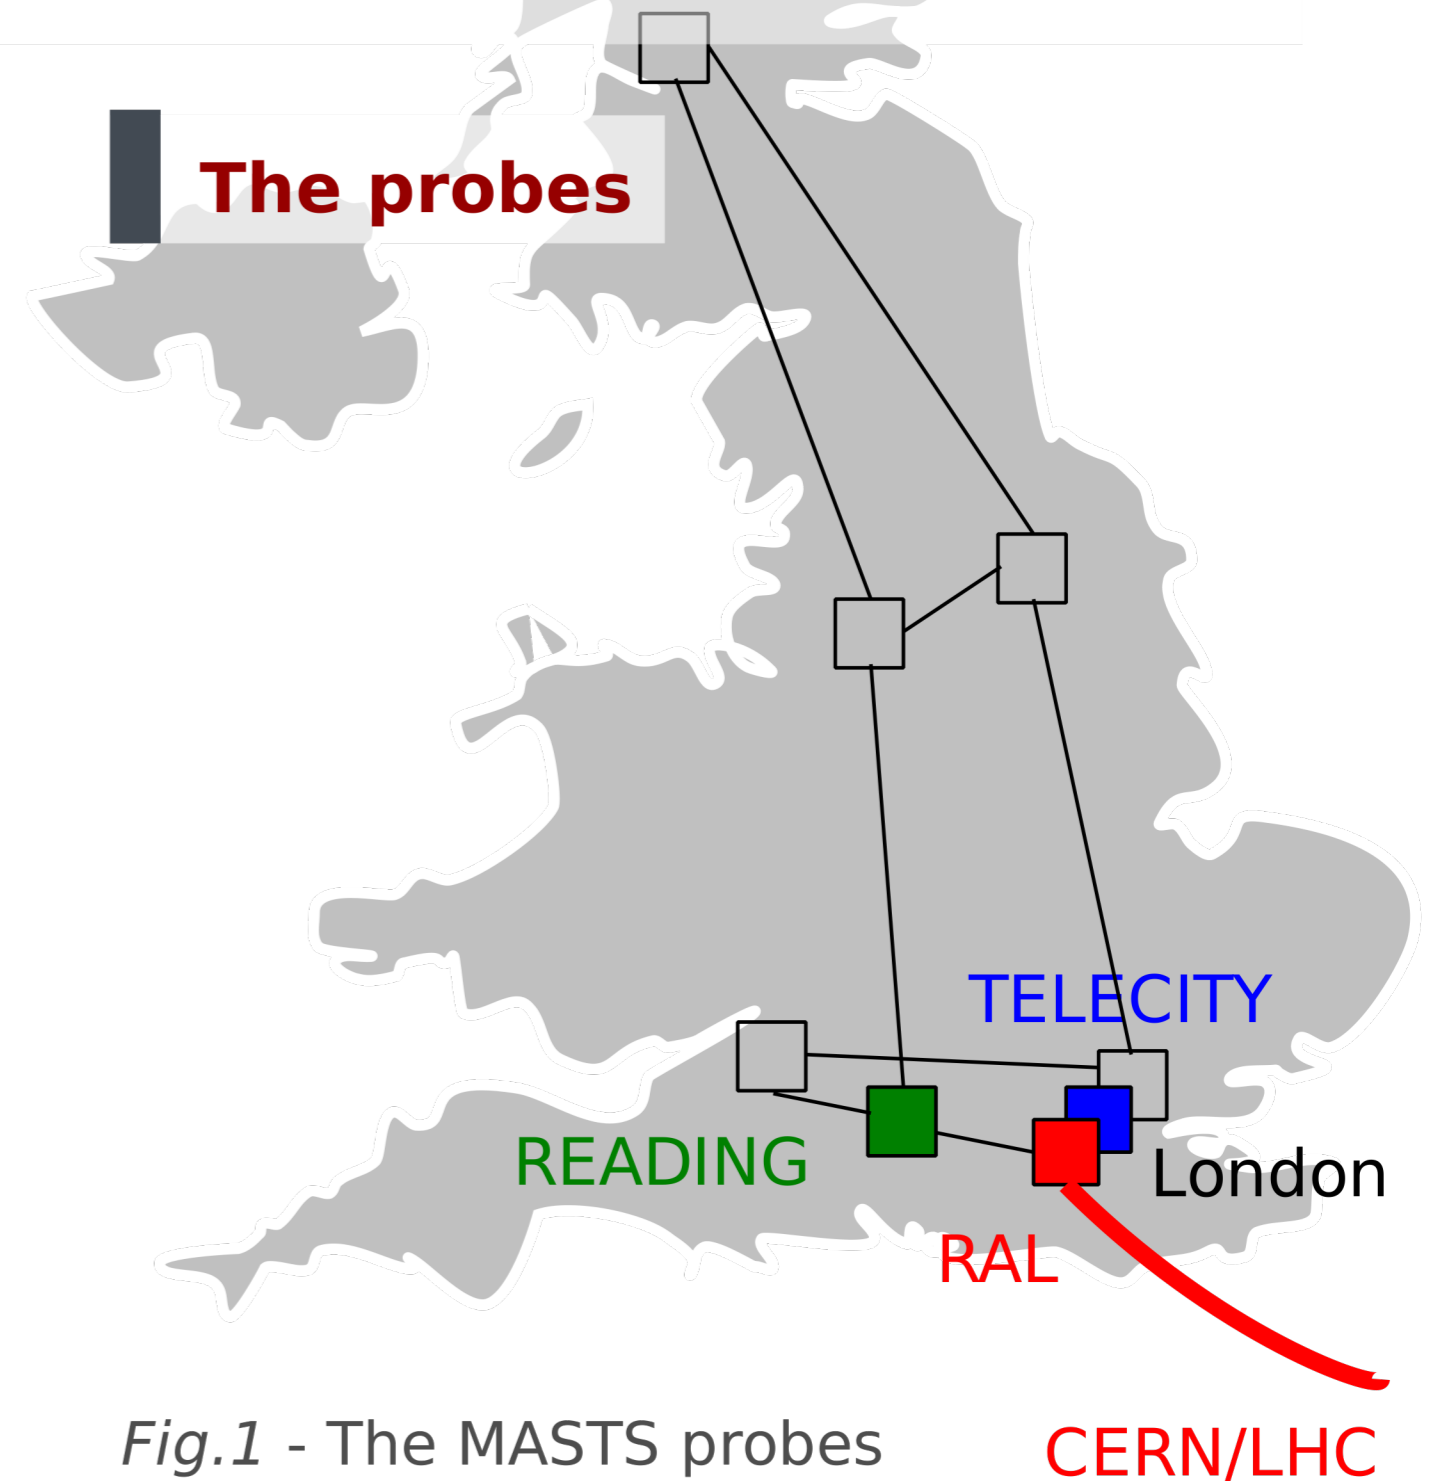 The probes
TELECITY
READING
London
RAL
Fig.1 - The MASTS probes
CERN/LHC